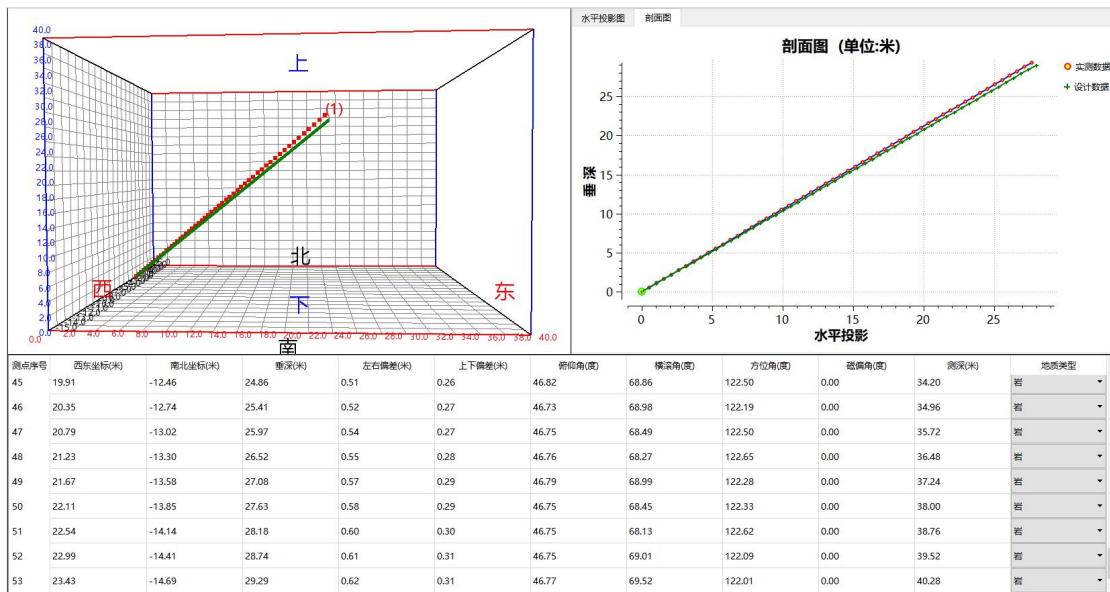 水平投影图 剖面图
剖面图 (单位:米)
实测数据
设计数据
垂深
25
20
15
10
5
0
0 5 10 15 20 25
水平投影
上
(1)
北
西
东
下
南
40.0
38.0
36.0
34.0
32.0
30.0
28.0
26.0
24.0
22.0
20.0
18.0
16.0
14.0
12.0
10.0
8.0
6.0
4.0
2.0
0.0
0.0 2.0 4.0 6.0 8.0 10.0 12.0 14.0 16.0 18.0 20.0 22.0 24.0 26.0 28.0 30.0 32.0 34.0 36.0 38.0 40.0
测点序号 西东坐标(米) 南北坐标(米) 垂深(米) 左右偏差(米) 上下偏差(米) 俯仰角(度) 横滚角(度) 方位角(度) 磁偏角(度) 测深(米) 地质类型
45 19.91 -12.46 24.86 0.51 0.26 46.82 68.86 122.50 0.00 34.20 岩
46 20.35 -12.74 25.41 0.52 0.27 46.73 68.98 122.19 0.00 34.96 岩
47 20.79 -13.02 25.97 0.54 0.27 46.75 68.49 122.50 0.00 35.72 岩
48 21.23 -13.30 26.52 0.55 0.28 46.76 68.27 122.65 0.00 36.48 岩
49 21.67 -13.58 27.08 0.57 0.29 46.79 68.99 122.28 0.00 37.24 岩
50 22.11 -13.85 27.63 0.58 0.29 46.75 68.45 122.33 0.00 38.00 岩
51 22.54 -14.14 28.18 0.60 0.30 46.75 68.13 122.62 0.00 38.76 岩
52 22.99 -14.41 28.74 0.61 0.31 46.75 69.01 122.09 0.00 39.52 岩
53 23.43 -14.69 29.29 0.62 0.31 46.77 69.52 122.01 0.00 40.28 岩